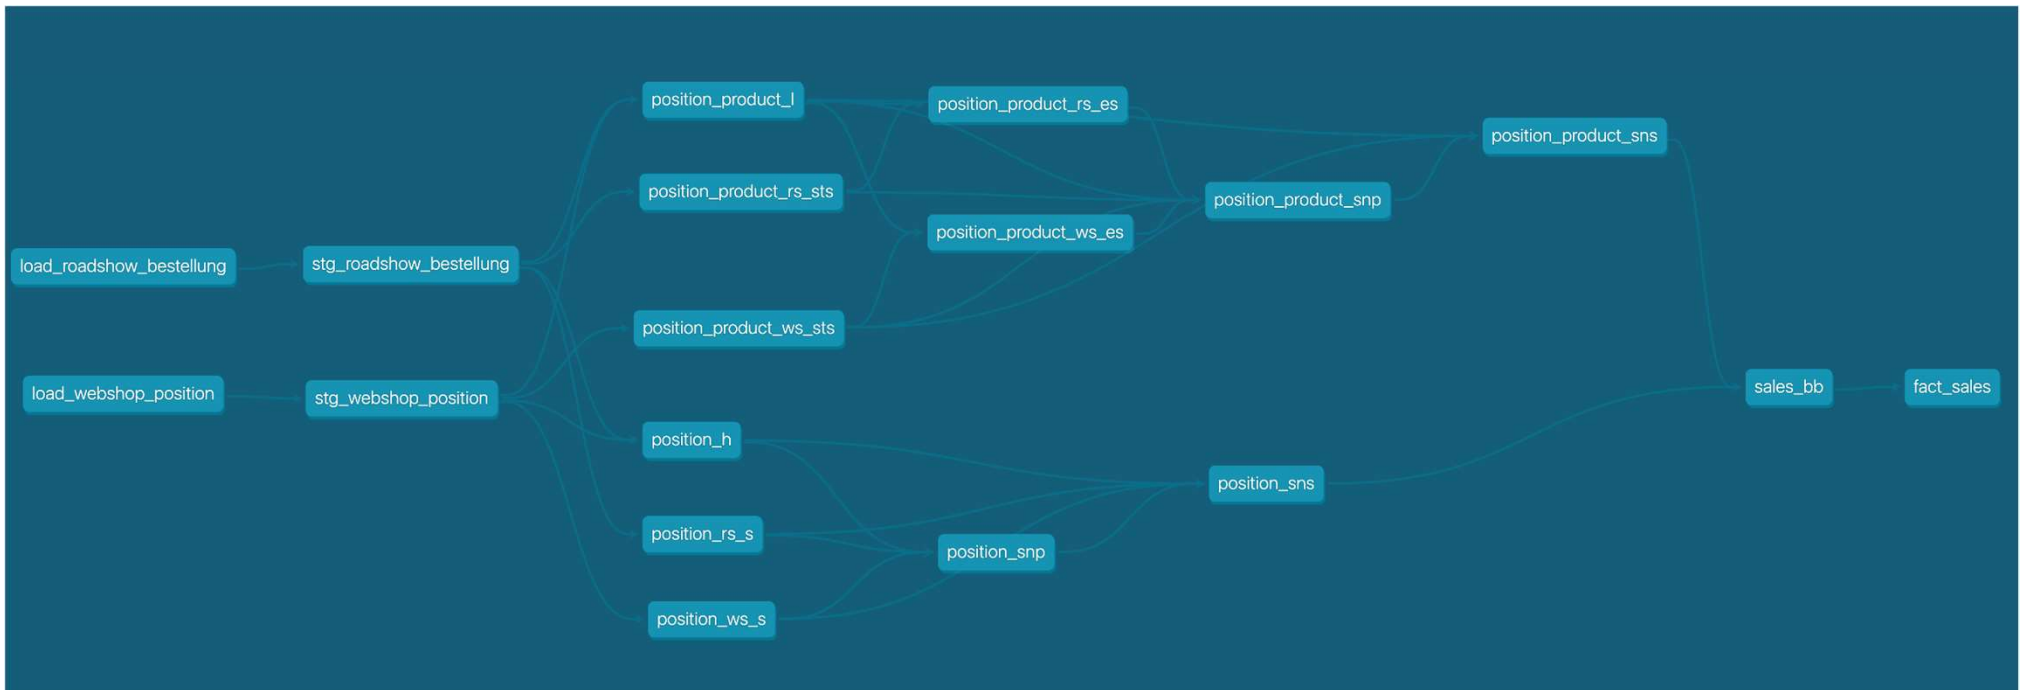 load_roadshow_bestellung
load_webshop_position
stg_roadshow_bestellung
stg_webshop_position
position_product_l
position_product_rs_sts
position_product_ws_sts
position_h
position_rs_s
position_ws_s
position_product_rs_es
position_product_ws_es
position_snp
position_product_snp
position_sns
position_product_sns
sales_bb
fact_sales